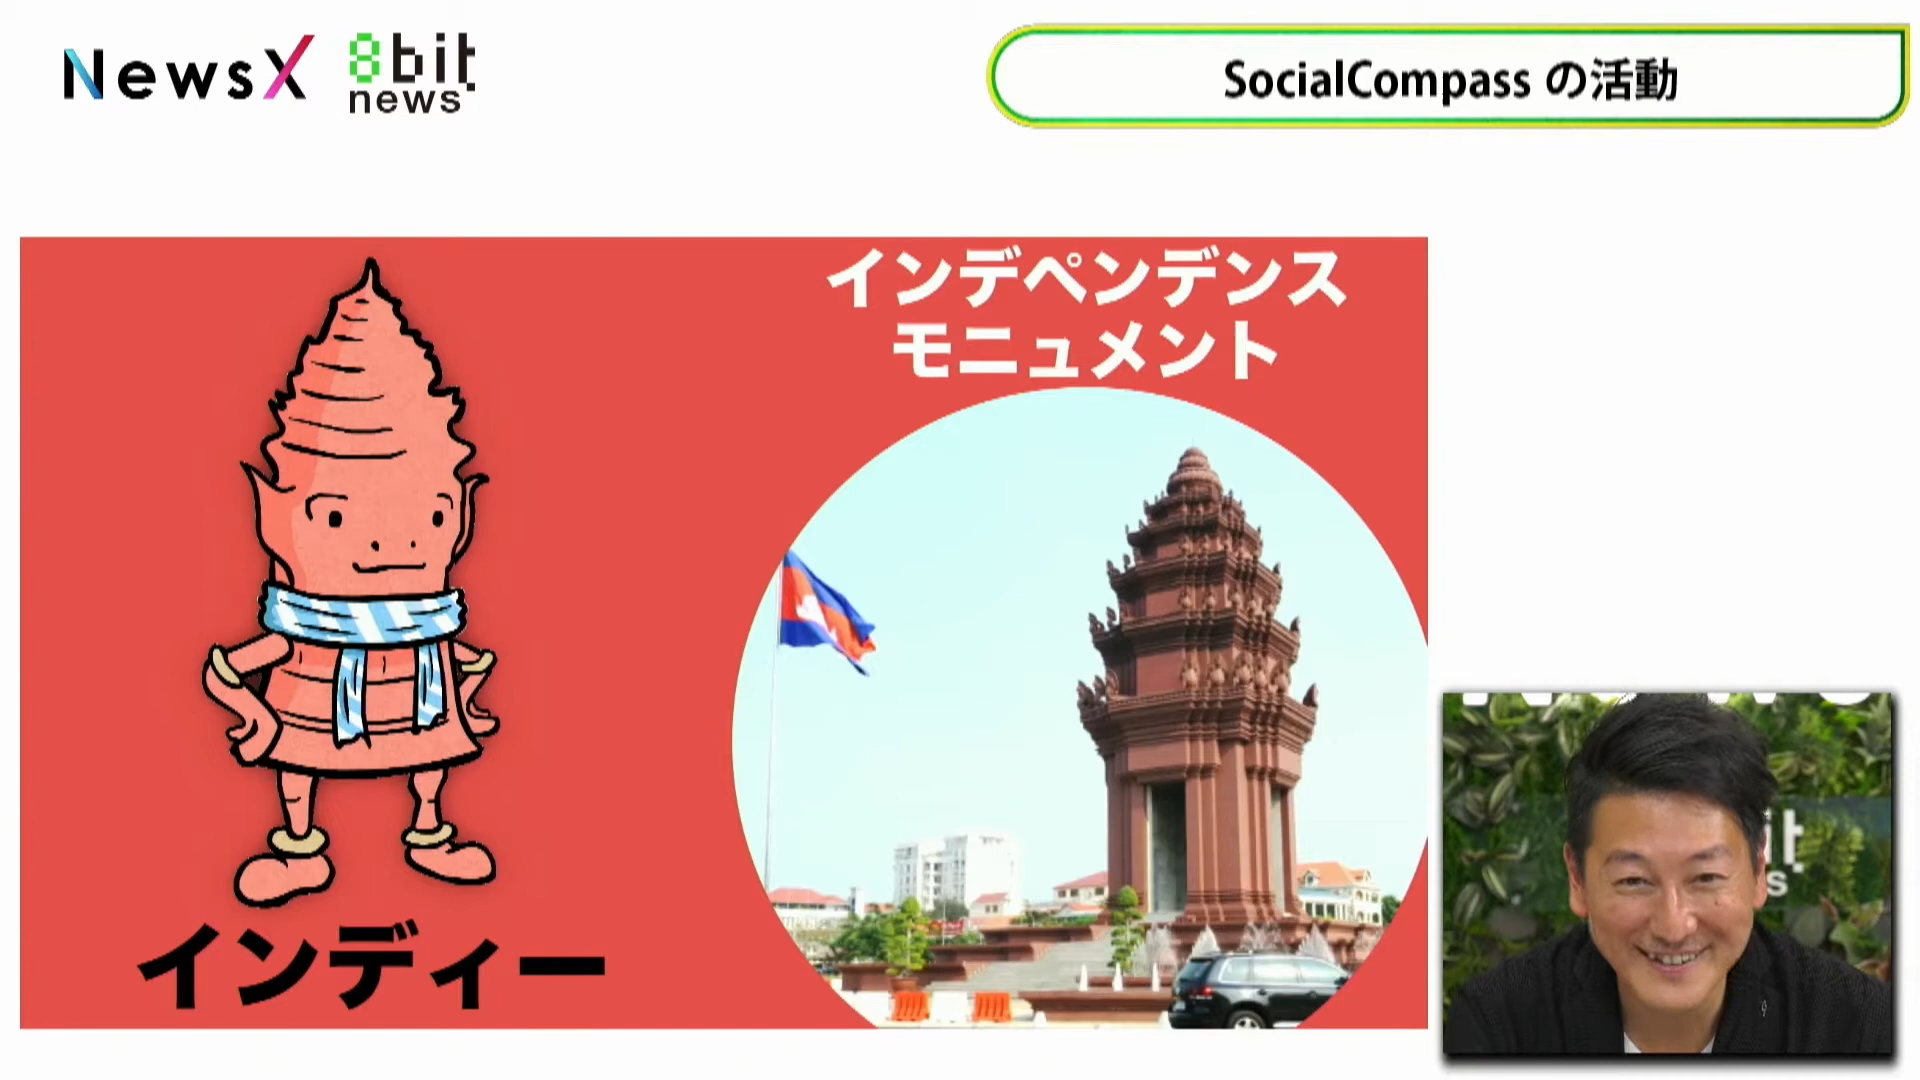 NewsX
8bit
news
SocialCompass の活動
インデペンデンス
モニュメント
インディー